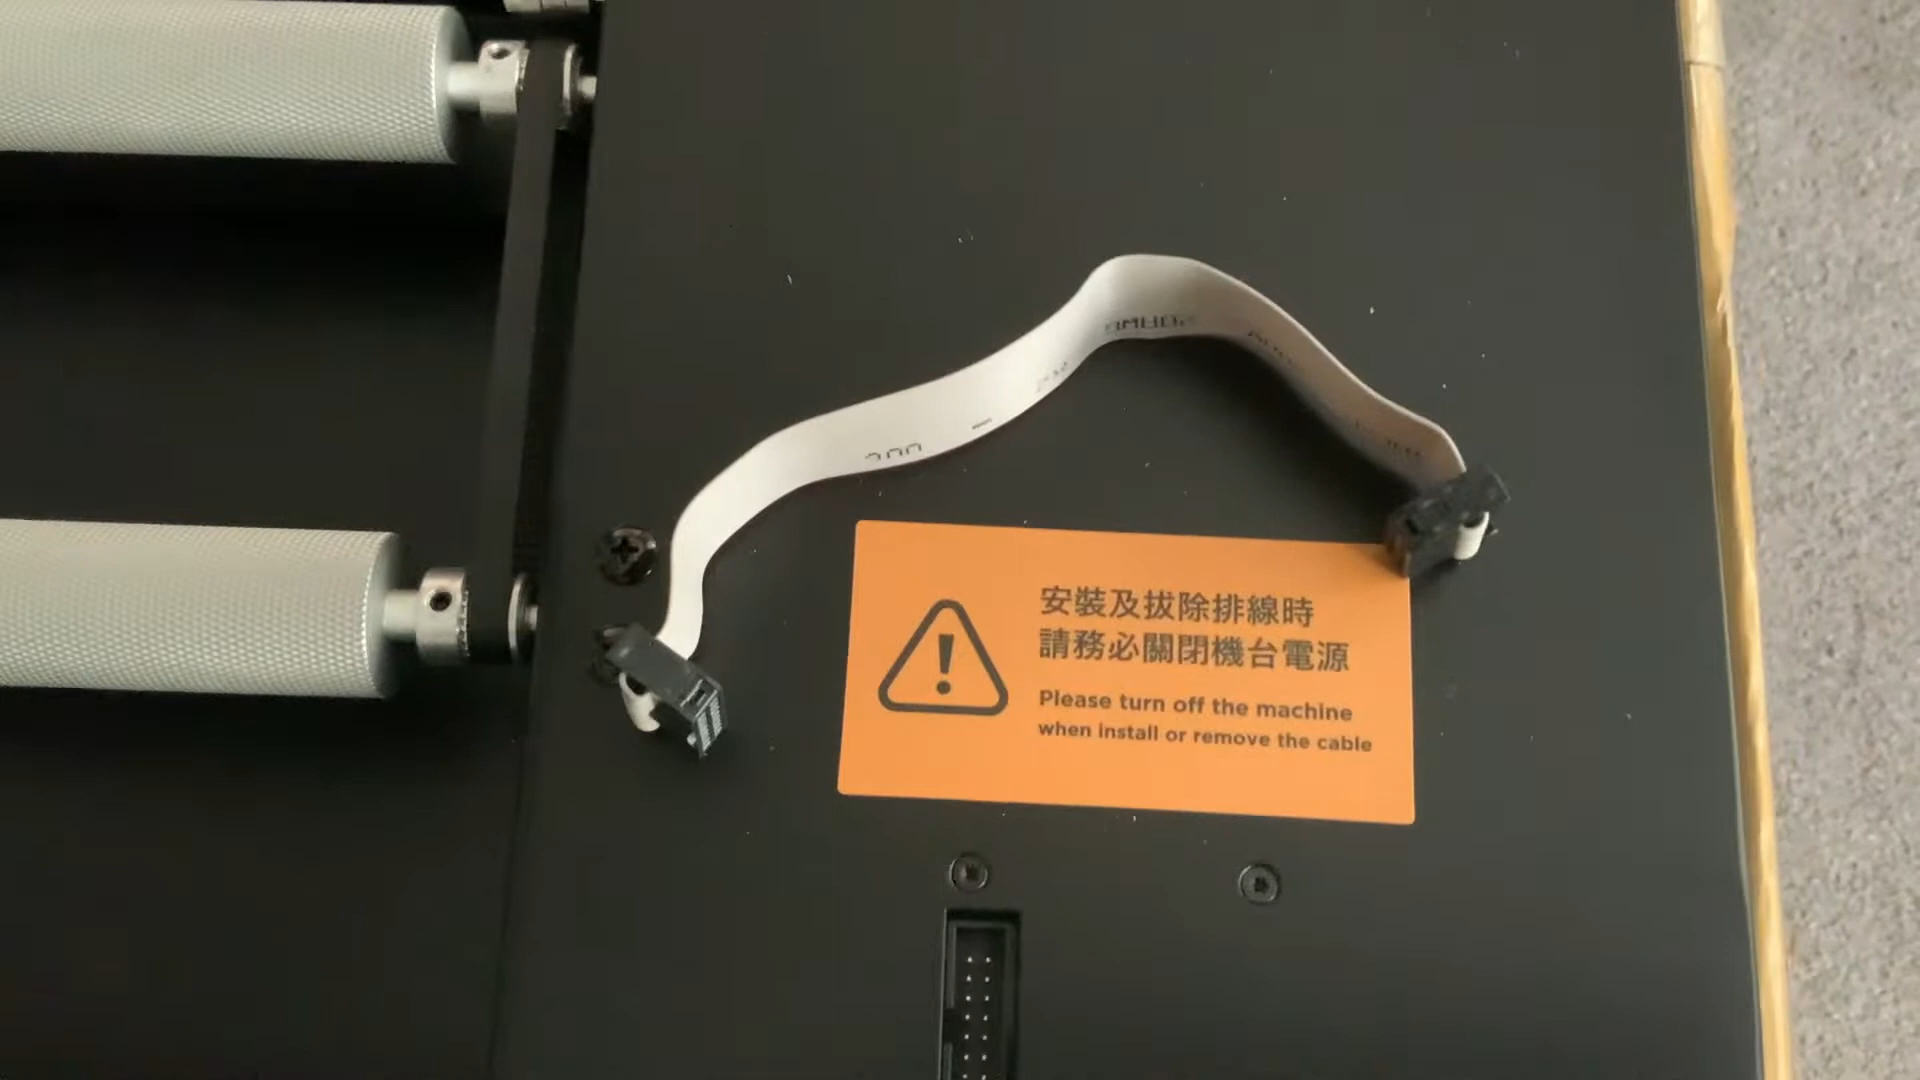 安裝及拔除排線時
請務必關閉機台電源
Please turn off the machine
when install or remove the cable